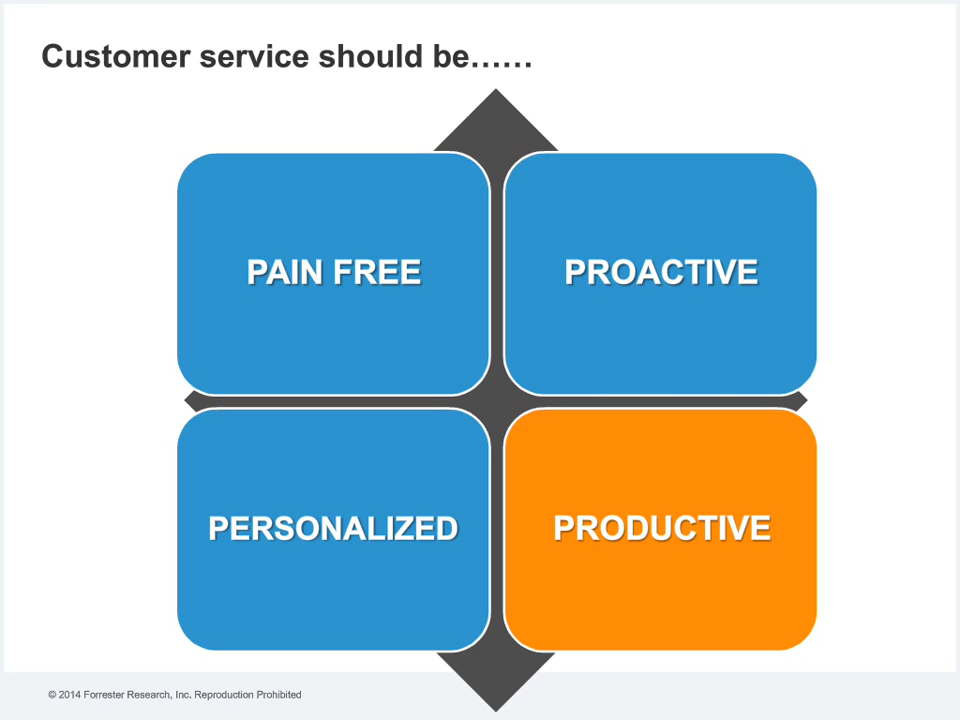 Customer service should be......
PAIN FREE
PROACTIVE
PERSONALIZED
PRODUCTIVE
© 2014 Forrester Research, Inc. Reproduction Prohibited